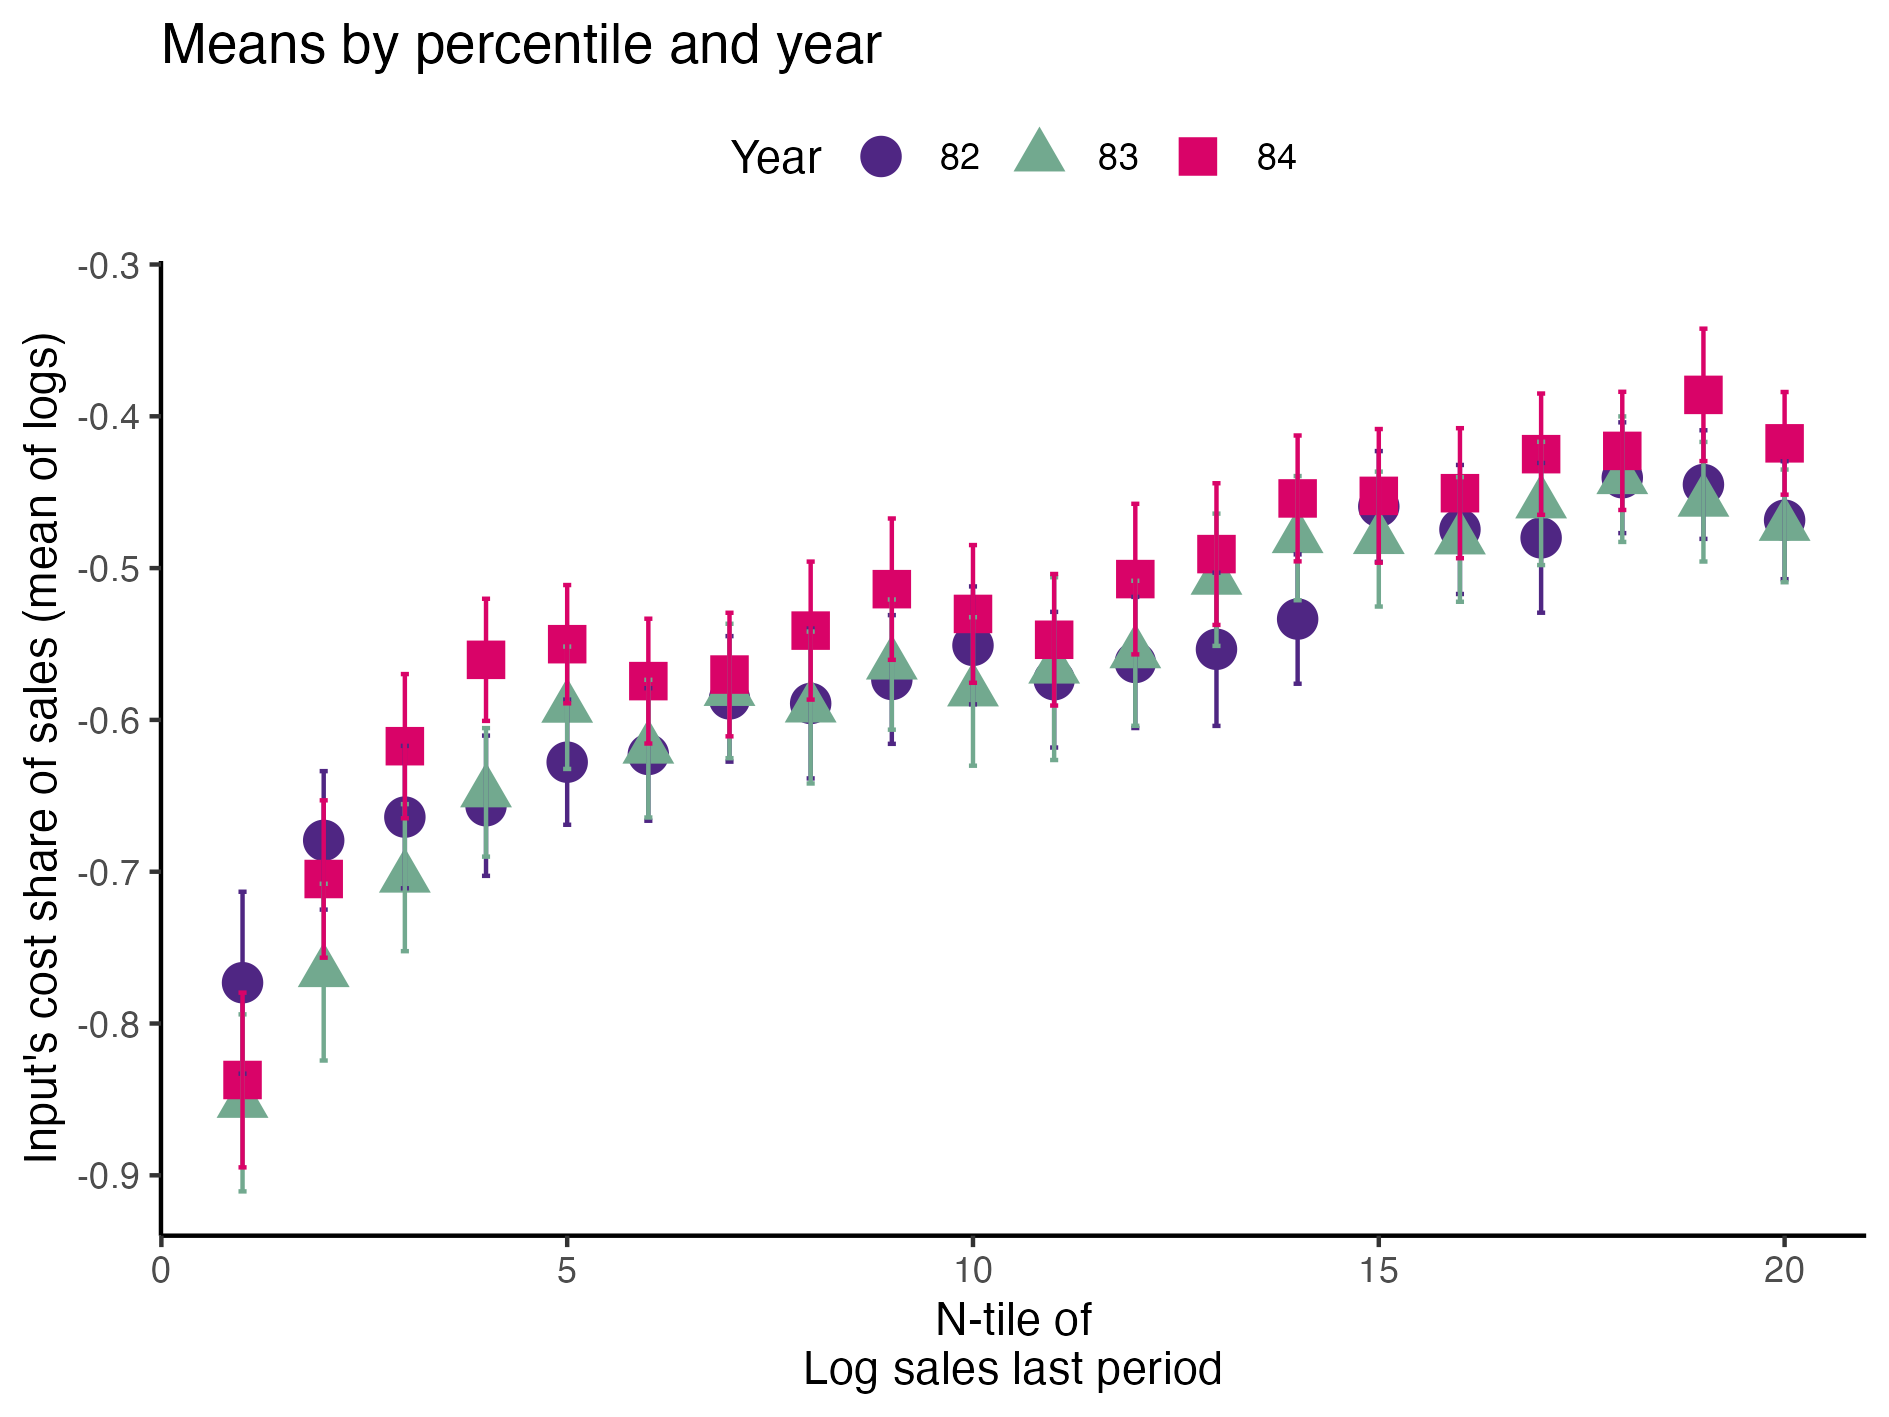 Means by percentile and year
Year 82 83 84
Input's cost share of sales (mean of logs)
-0.3
-0.4
-0.5
-0.6
-0.7
-0.8
-0.9
0 5 10 15 20
N-tile of
Log sales last period